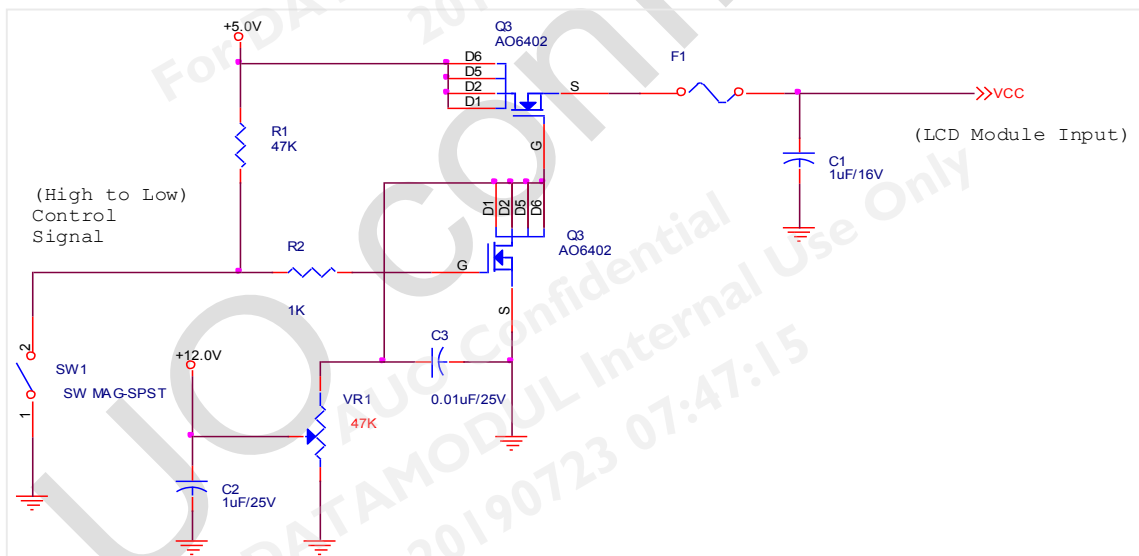 +5.0V
Q3
AO6402
D6
D5
D2
D1
S
G
F1
VCC
(LCD Module Input)
R1
47K
C1
1uF/16V
(High to Low)
Control
Signal
D1
D2
D5
D6
Q3
AO6402
R2
1K
G
S
+12.0V
C3
0.01uF/25V
2
SW1
SW MAG-SPST
1
VR1
47K
C2
1uF/25V
AUO Confidential
DATAMODUL Internal Use Only
20190723 07:47:15